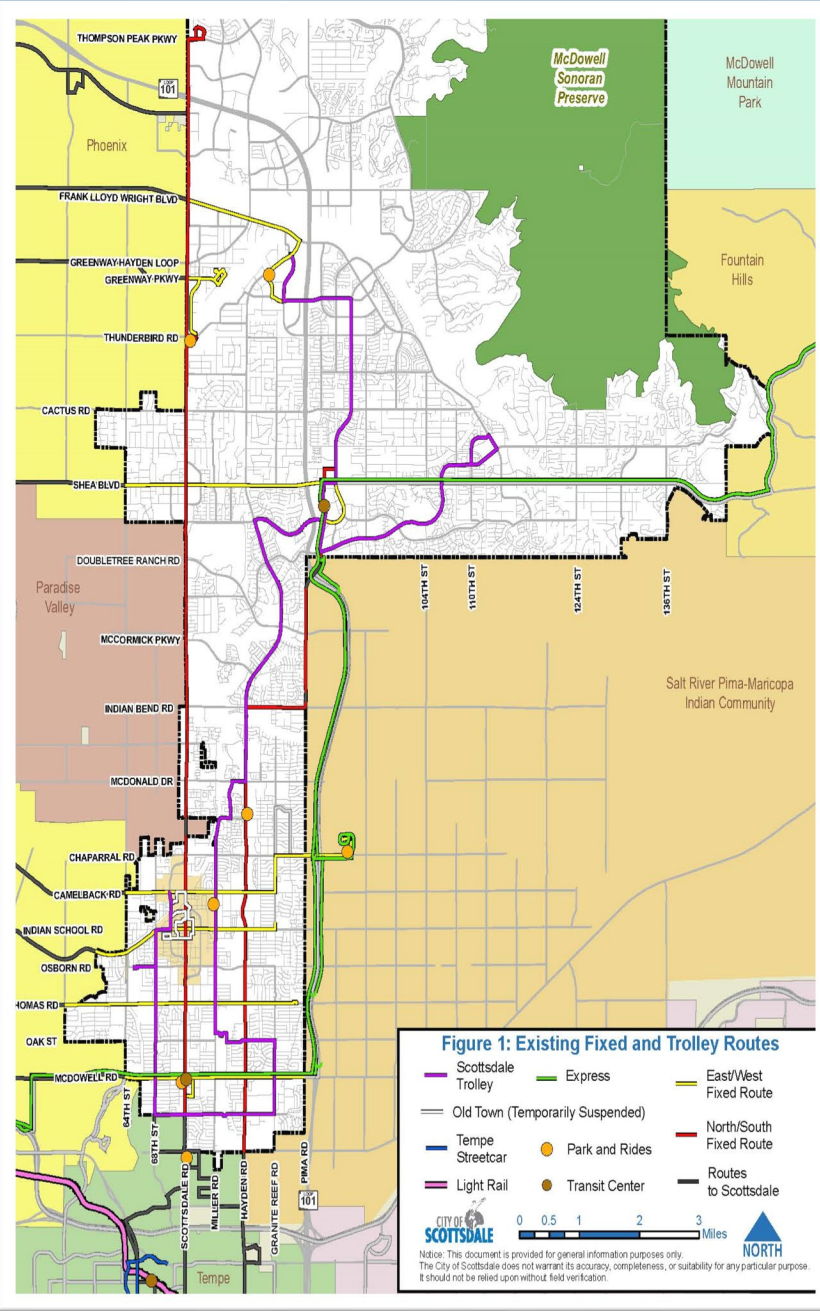 THOMPSON PEAK PKWY
LOOP
101
McDowell
Sonoran
Preserve
McDowell
Mountain
Park
Phoenix
FRANK LLOYD WRIGHT BLVD
GREENWAY-HAYDEN LOOP
GREENWAY PKWY
Fountain
Hills
THUNDERBIRD RD
CACTUS RD
SHEA BLVD
DOUBLETREE RANCH RD
104TH ST
110TH ST
124TH ST
136TH ST
Paradise
Valley
MCCORMICK PKWY
Salt River Pima-Maricopa
Indian Community
INDIAN BEND RD
MCDONALD DR
CHAPARRAL RD
CAMELBACK RD
INDIAN SCHOOL RD
OSBORN RD
HOMAS RD
OAK ST
MCDOWELL RD
64TH ST
68TH ST
SCOTTSDALE RD
MILLER RD
HAYDEN RD
GRANITE REEF RD
PIMA RD
LOOP
101
Tempe
Figure 1: Existing Fixed and Trolley Routes
Scottsdale
Trolley
Express
East/West
Fixed Route
Old Town (Temporarily Suspended)
Tempe
Streetcar
Park and Rides
North/South
Fixed Route
Light Rail
Transit Center
Routes
to Scottsdale
CITY OF
SCOTTSDALE
0 0.5 1 2 3
Miles
NORTH
Notice: This document is provided for general information purposes only.
The City of Scottsdale does not warrant its accuracy, completeness, or suitability for any particular purpose.
It should not be relied upon without field verification.